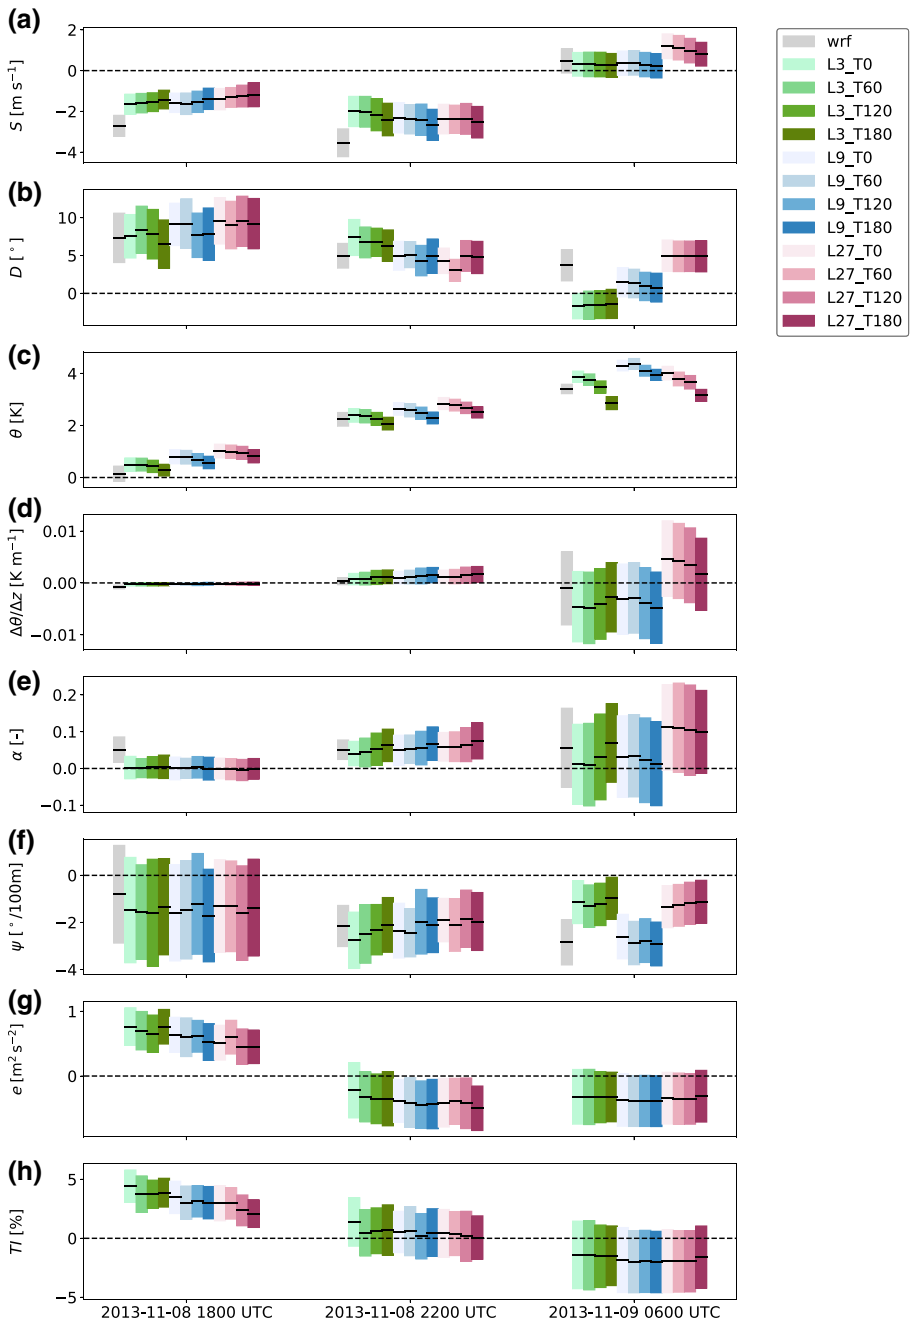 (a)
S [m s⁻¹]
2
0
−2
−4
wrf
L3_T0
L3_T60
L3_T120
L3_T180
L9_T0
L9_T60
L9_T120
L9_T180
L27_T0
L27_T60
L27_T120
L27_T180
(b)
D [°]
10
5
0
(c)
θ [K]
4
2
0
(d)
Δθ/Δz [K m⁻¹]
0.01
0.00
−0.01
(e)
α [-]
0.2
0.1
0.0
−0.1
(f)
ψ [°/100m]
0
−2
−4
(g)
e [m² s⁻²]
1
0
(h)
TI [%]
5
0
−5
2013-11-08 1800 UTC 2013-11-08 2200 UTC 2013-11-09 0600 UTC